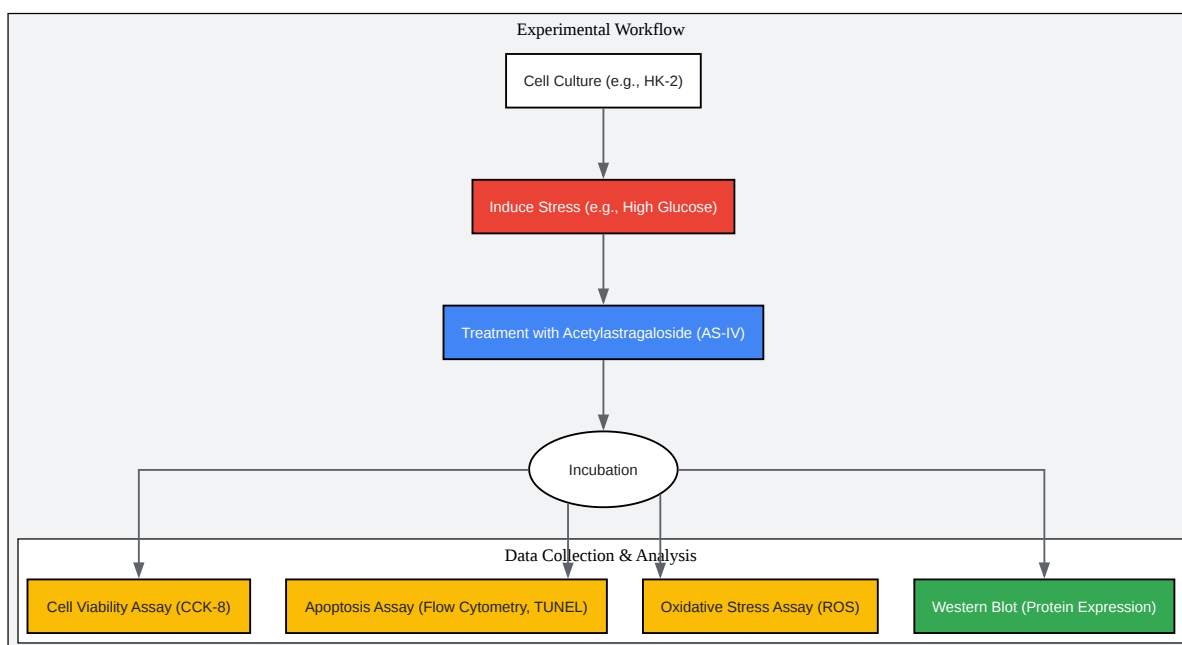 Experimental Workflow
Cell Culture (e.g., HK-2)
Induce Stress (e.g., High Glucose)
Treatment with Acetylastragaloside (AS-IV)
Incubation
Data Collection & Analysis
Cell Viability Assay (CCK-8)
Apoptosis Assay (Flow Cytometry, TUNEL)
Oxidative Stress Assay (ROS)
Western Blot (Protein Expression)